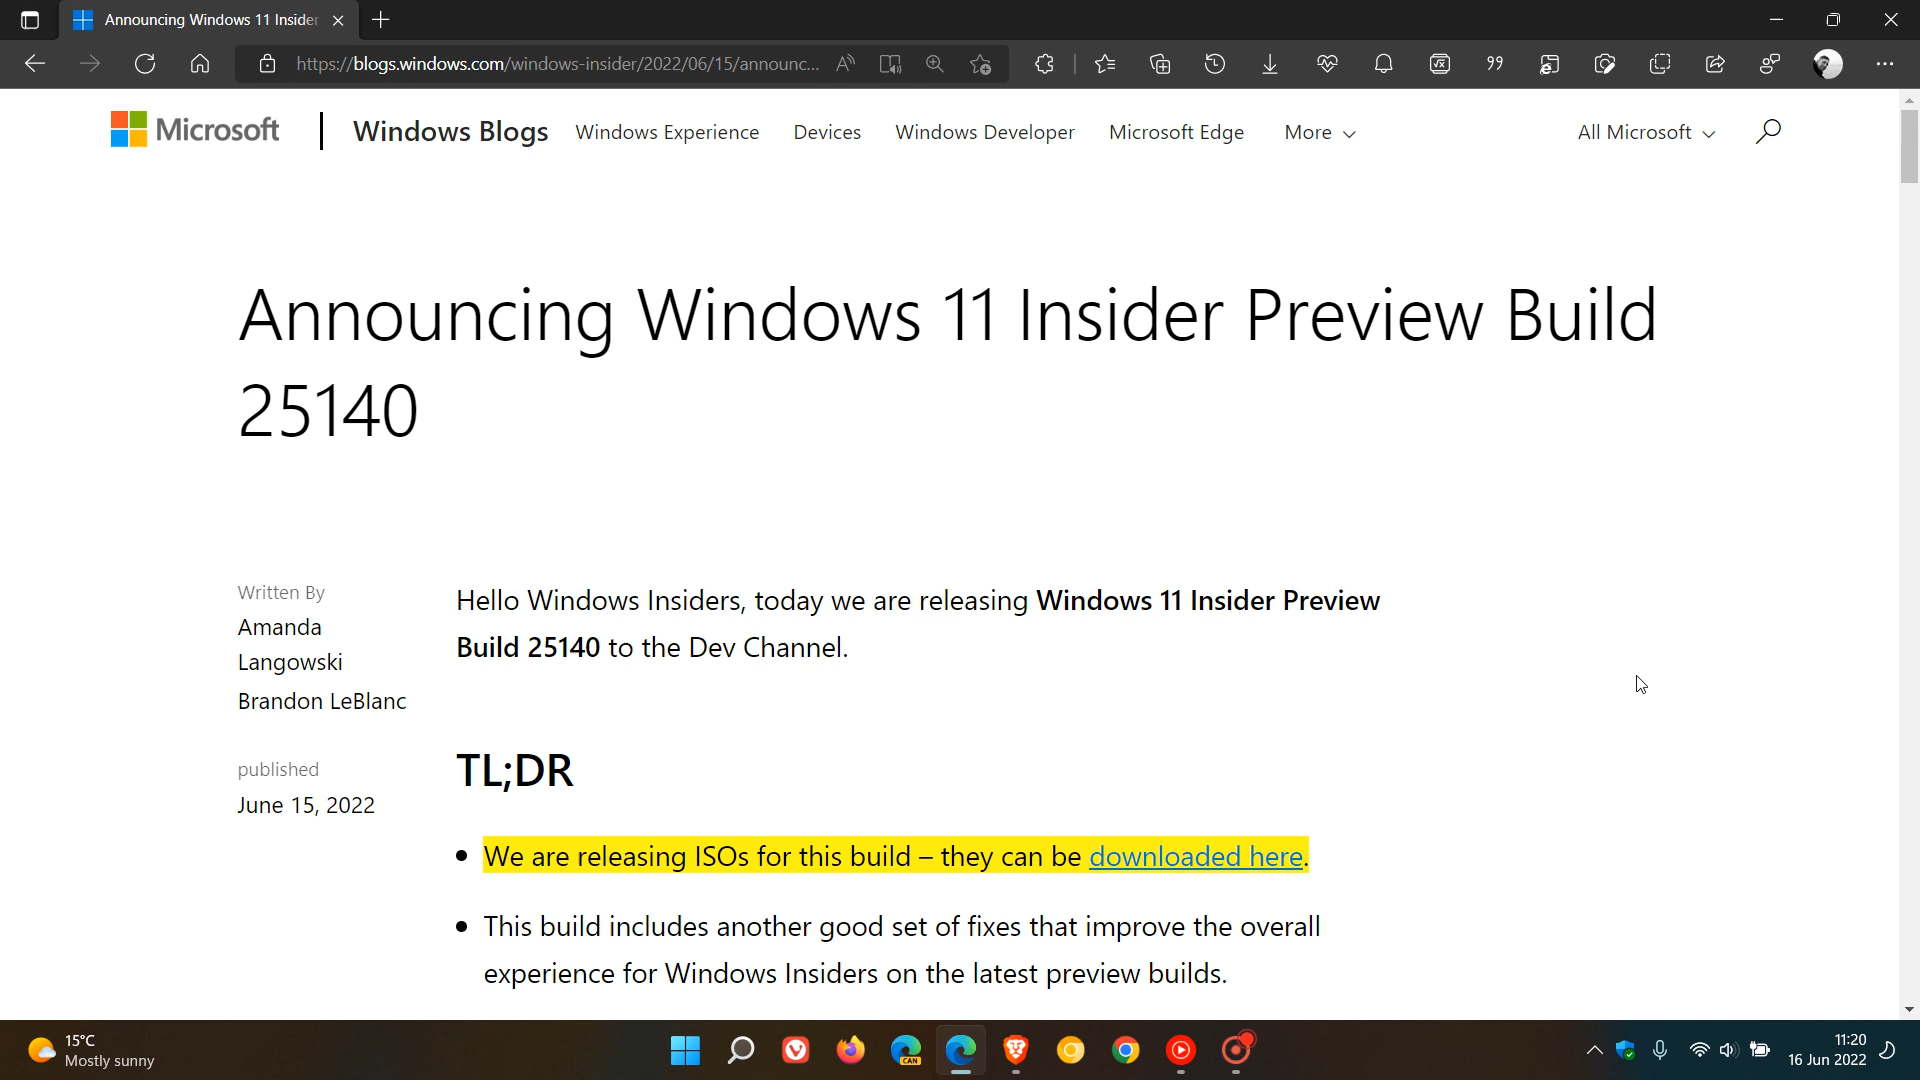 Announcing Windows 11 Insider
https://blogs.windows.com/windows-insider/2022/06/15/announc...
Microsoft
Windows Blogs
Windows Experience
Devices
Windows Developer
Microsoft Edge
More
All Microsoft
Announcing Windows 11 Insider Preview Build
25140
Written By
Amanda
Langowski
Brandon LeBlanc
published
June 15, 2022
Hello Windows Insiders, today we are releasing Windows 11 Insider Preview
Build 25140 to the Dev Channel.
TL;DR
We are releasing ISOs for this build – they can be downloaded here.
This build includes another good set of fixes that improve the overall
experience for Windows Insiders on the latest preview builds.
15°C
Mostly sunny
CAN
11:20
16 Jun 2022